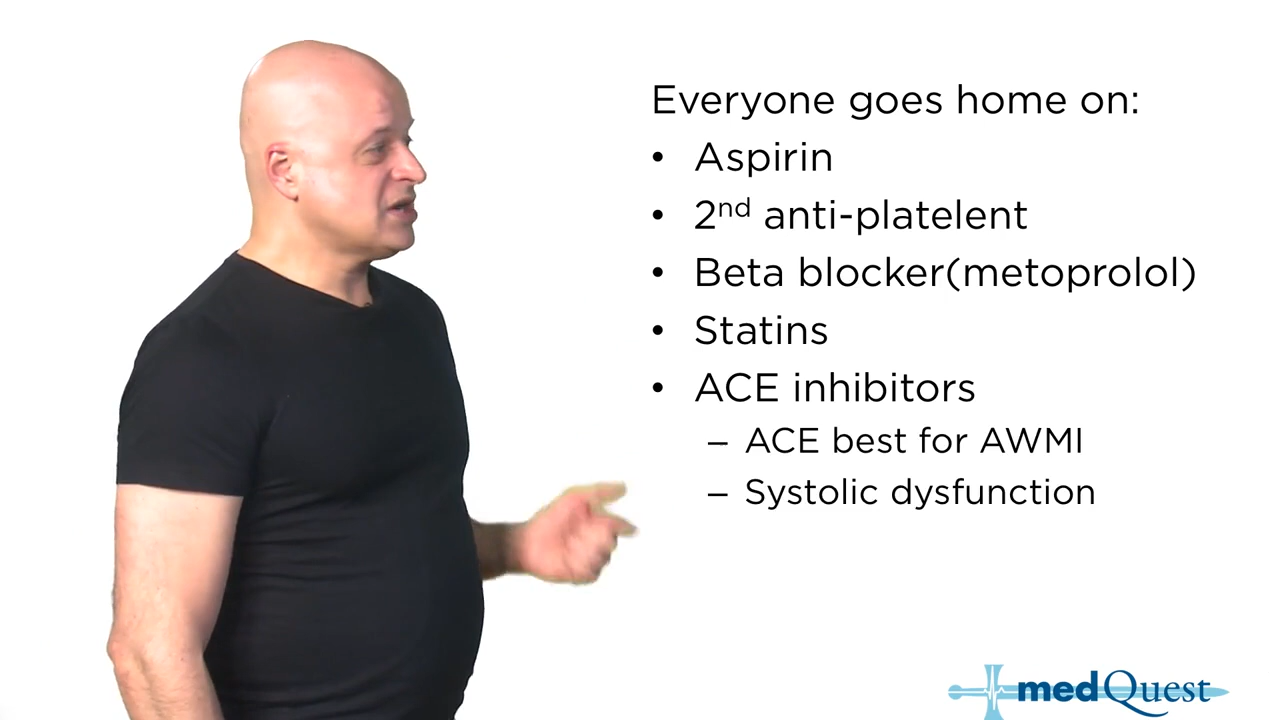 Everyone goes home on:
• Aspirin
• 2nd anti-platelent
• Beta blocker(metoprolol)
• Statins
• ACE inhibitors
– ACE best for AWMI
– Systolic dysfunction
medQuest